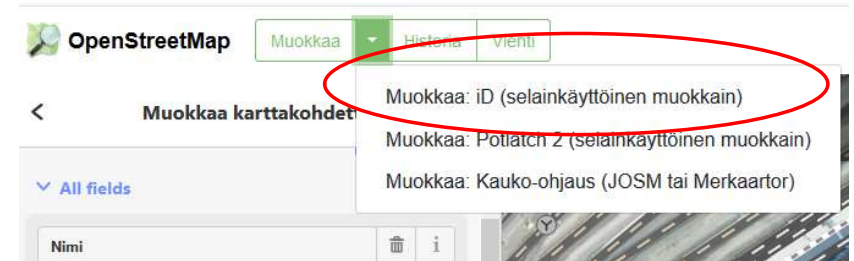 OpenStreetMap Muokkaa Historia Vienti
Muokkaa: iD (selainkäyttöinen muokkain)
< Muokkaa karttakohdet
Muokkaa: Potlatch 2 (selainkäyttöinen muokkain)
All fields
Muokkaa: Kauko-ohjaus (JOSM tai Merkaartor)
Nimi i